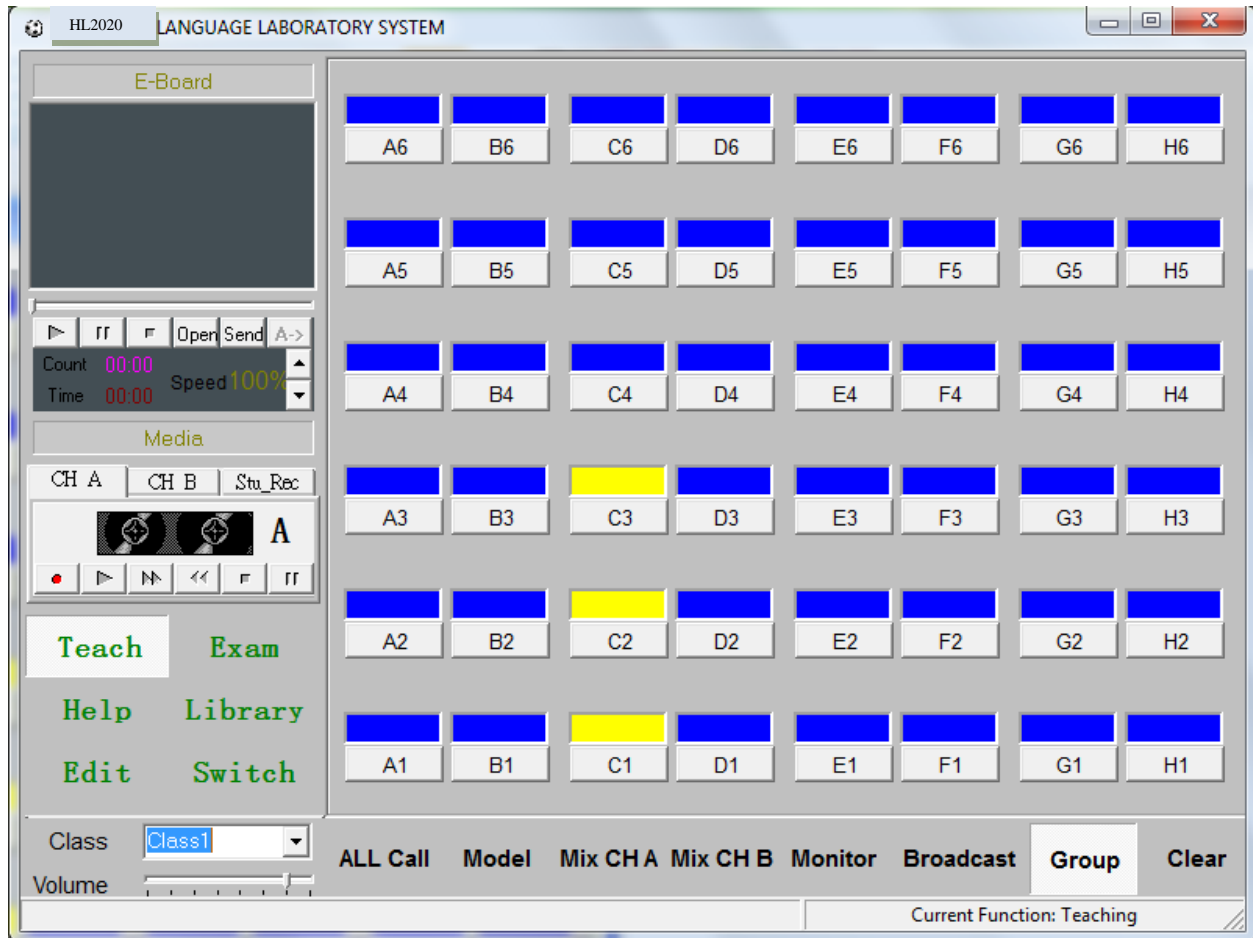 HL2020 LANGUAGE LABORATORY SYSTEM
E-Board
Open Send A->
Count 00:00
Speed 100%
Time 00:00
Media
CH A CH B Stu_Rec
A
Teach Exam
Help Library
Edit Switch
Class Class1
Volume
A6 B6 C6 D6 E6 F6 G6 H6
A5 B5 C5 D5 E5 F5 G5 H5
A4 B4 C4 D4 E4 F4 G4 H4
A3 B3 C3 D3 E3 F3 G3 H3
A2 B2 C2 D2 E2 F2 G2 H2
A1 B1 C1 D1 E1 F1 G1 H1
ALL Call Model Mix CH A Mix CH B Monitor Broadcast Group Clear
Current Function: Teaching